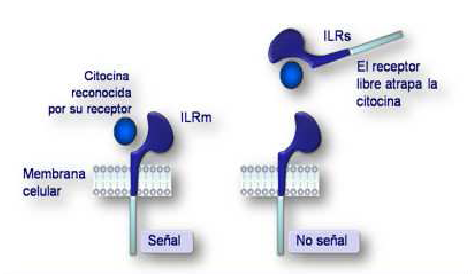 Citocina
reconocida
por su receptor
ILRm
Membrana
celular
Señal
ILRs
El receptor
libre atrapa la
citocina
No señal